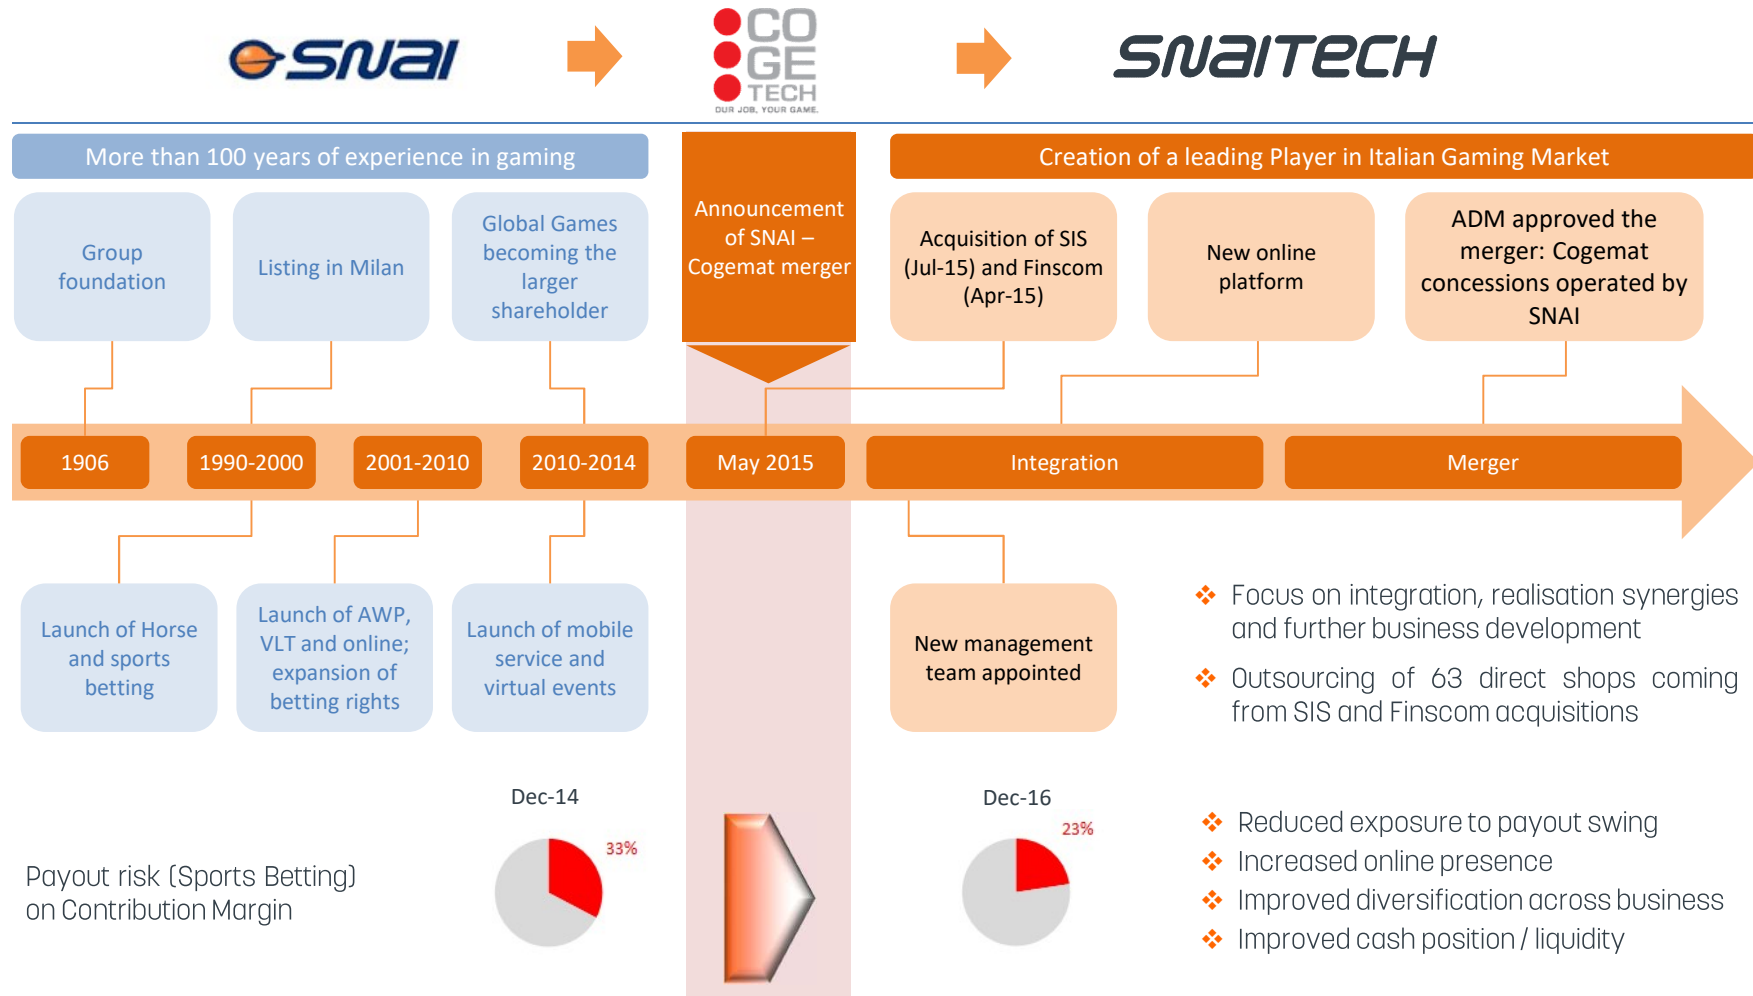 SNAI
CO
GE
TECH
OUR JOB, YOUR GAME.
SNAITECH
More than 100 years of experience in gaming
Creation of a leading Player in Italian Gaming Market
Group
foundation
Listing in Milan
Global Games
becoming the
larger
shareholder
Announcement
of SNAI –
Cogemat merger
Acquisition of SIS
(Jul-15) and Finscom
(Apr-15)
New online
platform
ADM approved the
merger: Cogemat
concessions operated by
SNAI
1906
1990-2000
2001-2010
2010-2014
May 2015
Integration
Merger
Launch of Horse
and sports
betting
Launch of AWP,
VLT and online;
expansion of
betting rights
Launch of mobile
service and
virtual events
New management
team appointed
Focus on integration, realisation synergies
and further business development
Outsourcing of 63 direct shops coming
from SIS and Finscom acquisitions
Payout risk (Sports Betting)
on Contribution Margin
Dec-14
33%
Dec-16
23%
Reduced exposure to payout swing
Increased online presence
Improved diversification across business
Improved cash position / liquidity